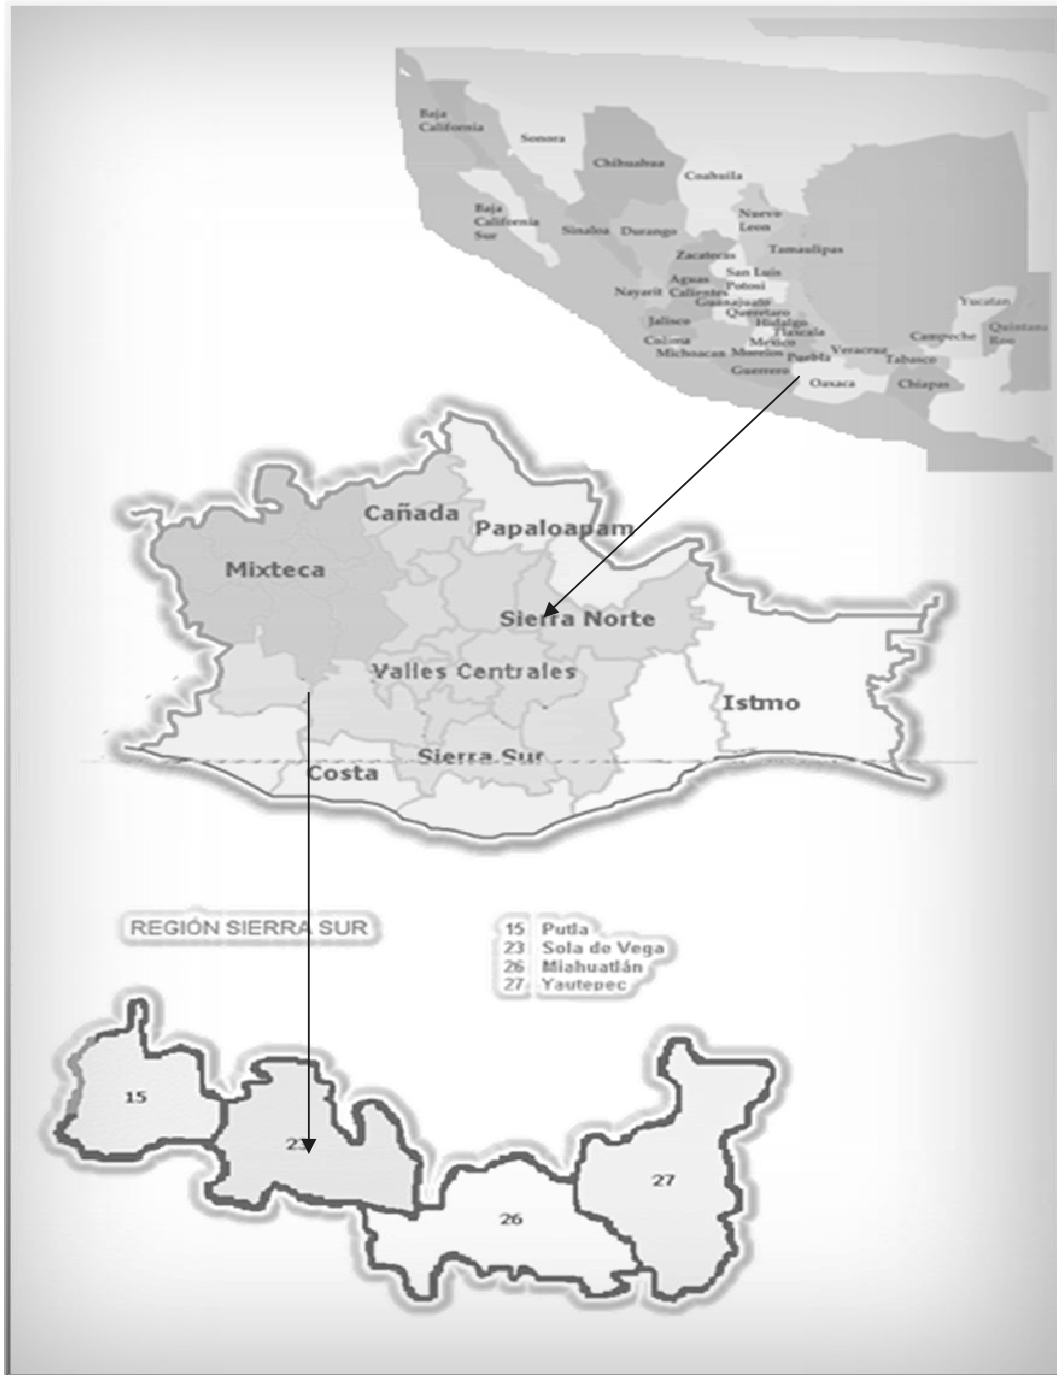 Baja
California
Sonora
Chihuahua
Coahuila
Baja
California
Sur
Sinaloa
Durango
Nuevo
Leon
Tamaulipas
Zacatecas
San Luis
Potosi
Aguas
Calientes
Nayarit
Guanajuato
Queretaro
Hidalgo
Tlaxcala
Jalisco
Colima
Mexico
Michoacan
Morelos
Puebla
Veracruz
Guerrero
Oaxaca
Tabasco
Chiapas
Campeche
Yucatan
Quintana
Roo
Cañada
Papaloapam
Mixteca
Sierra Norte
Valles Centrales
Istmo
Sierra Sur
Costa
REGIÓN SIERRA SUR
15 Putla
23 Sola de Vega
26 Miahuatlán
27 Yautepec
15
23
26
27